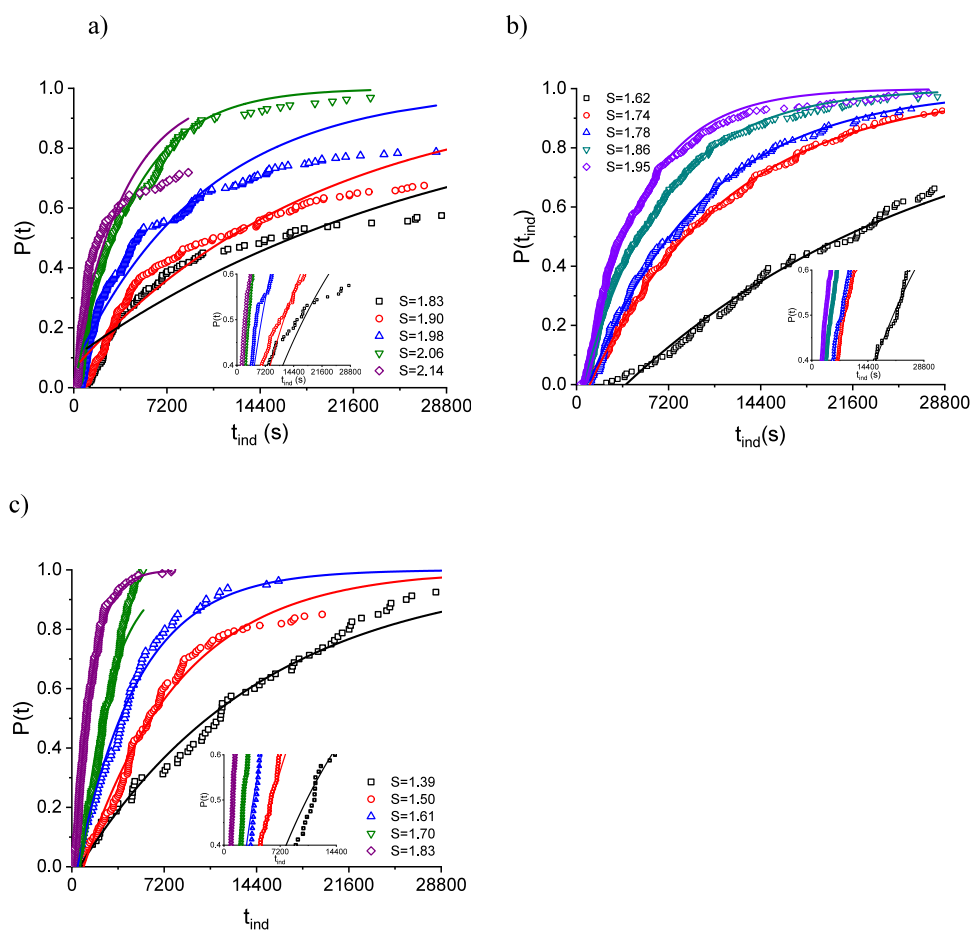 a)
P(t)
1.0
0.8
0.6
0.4
0.2
0.0
0
7200
14400
21600
28800
t_ind (s)
S=1.83
S=1.90
S=1.98
S=2.06
S=2.14
P(t)
0.6
0.5
0.4
0
7200
14400
21600
28800
t_ind (s)
b)
P(t_ind)
1.0
0.8
0.6
0.4
0.2
0.0
0
7200
14400
21600
28800
t_ind(s)
S=1.62
S=1.74
S=1.78
S=1.86
S=1.95
P(t)
0.6
0.5
0.4
0
7200
14400
21600
28800
t_ind(s)
c)
P(t)
1.0
0.8
0.6
0.4
0.2
0.0
0
7200
14400
21600
28800
t_ind
S=1.39
S=1.50
S=1.61
S=1.70
S=1.83
P(t)
0.6
0.5
0.4
0
7200
14400
t_ind